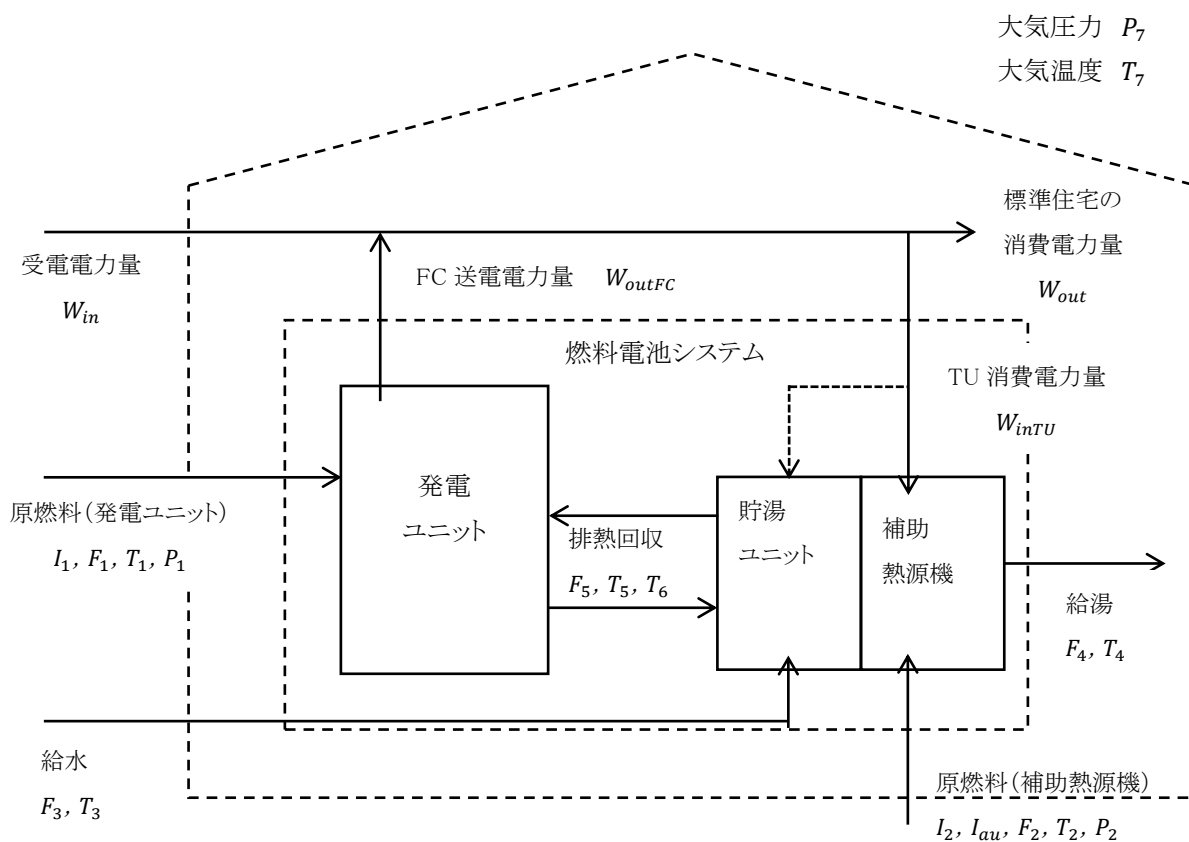 大気圧力 P₇
大気温度 T₇
標準住宅の
消費電力量
W_out
受電電力量
W_in
FC 送電電力量 W_outFC
燃料電池システム
TU 消費電力量
W_inTU
発電
ユニット
貯湯
ユニット
補助
熱源機
原燃料(発電ユニット)
I₁, F₁, T₁, P₁
排熱回収
F₅, T₅, T₆
給湯
F₄, T₄
給水
F₃, T₃
原燃料(補助熱源機)
I₂, I_au, F₂, T₂, P₂